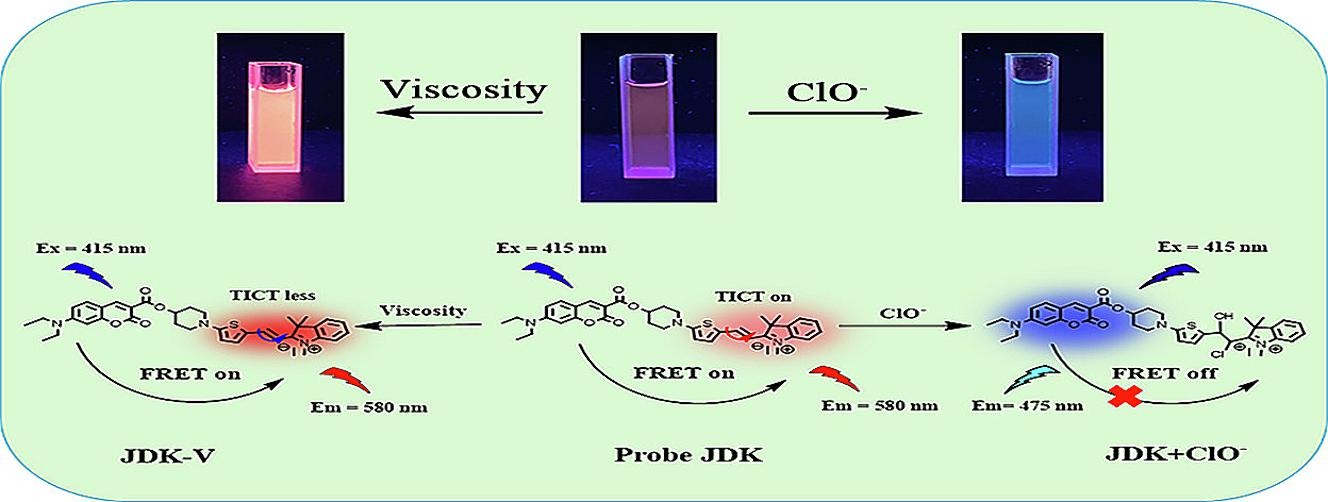 Viscosity
ClO-
Ex = 415 nm
Ex = 415 nm
Ex = 415 nm
TICT less
Viscosity
TICT on
ClO-
FRET on
FRET on
FRET off
Em = 580 nm
Em = 580 nm
Em= 475 nm
JDK-V
Probe JDK
JDK+ClO-
N
O
O
O
O
N
S
N
I
N
O
O
O
O
N
S
N
I
N
O
O
O
O
N
S
OH
Cl
N
I